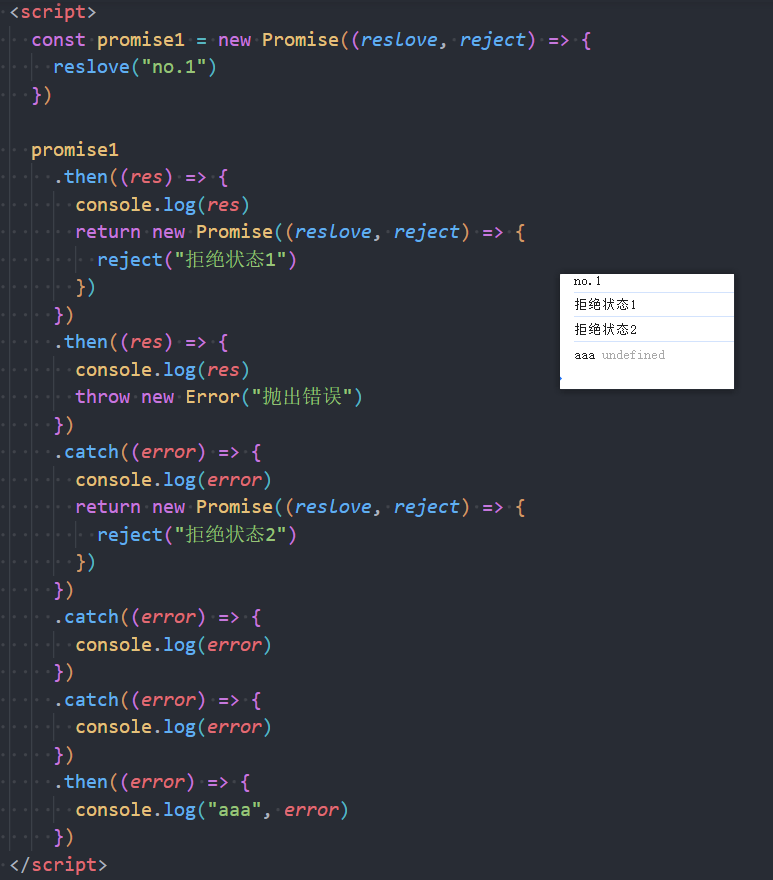 <script>
const promise1 = new Promise((reslove, reject) => {
reslove("no.1")
})
promise1
.then((res) => {
console.log(res)
return new Promise((reslove, reject) => {
reject("拒绝状态1")
})
})
.then((res) => {
console.log(res)
throw new Error("抛出错误")
})
.catch((error) => {
console.log(error)
return new Promise((reslove, reject) => {
reject("拒绝状态2")
})
})
.catch((error) => {
console.log(error)
})
.catch((error) => {
console.log(error)
})
.then((error) => {
console.log("aaa", error)
})
</script>
no.1
拒绝状态1
拒绝状态2
aaa undefined